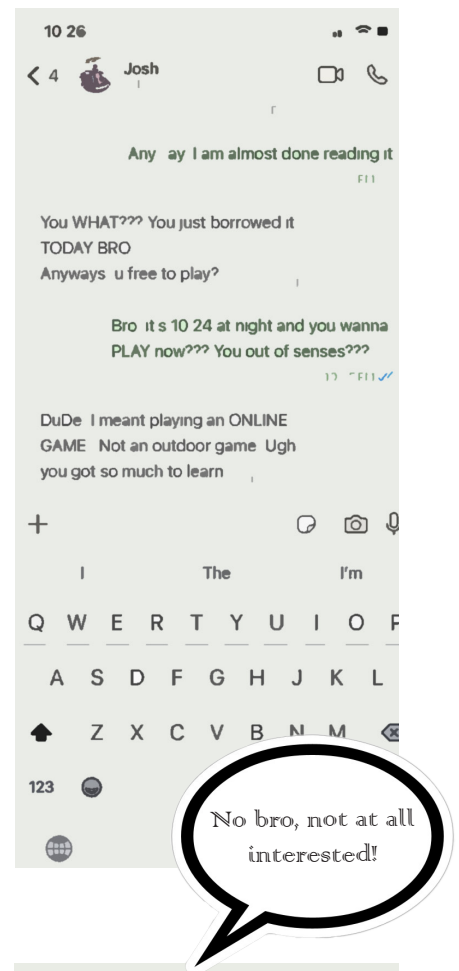 10 26
4 Josh
Any ay I am almost done reading it
You WHAT??? You just borrowed it
TODAY BRO
Anyways u free to play?
Bro it s 10 24 at night and you wanna
PLAY now??? You out of senses???
DuDe I meant playing an ONLINE
GAME Not an outdoor game Ugh
you got so much to learn
I The I'm
Q W E R T Y U I O P
A S D F G H J K L
Z X C V B N M
123
No bro, not at all
interested!